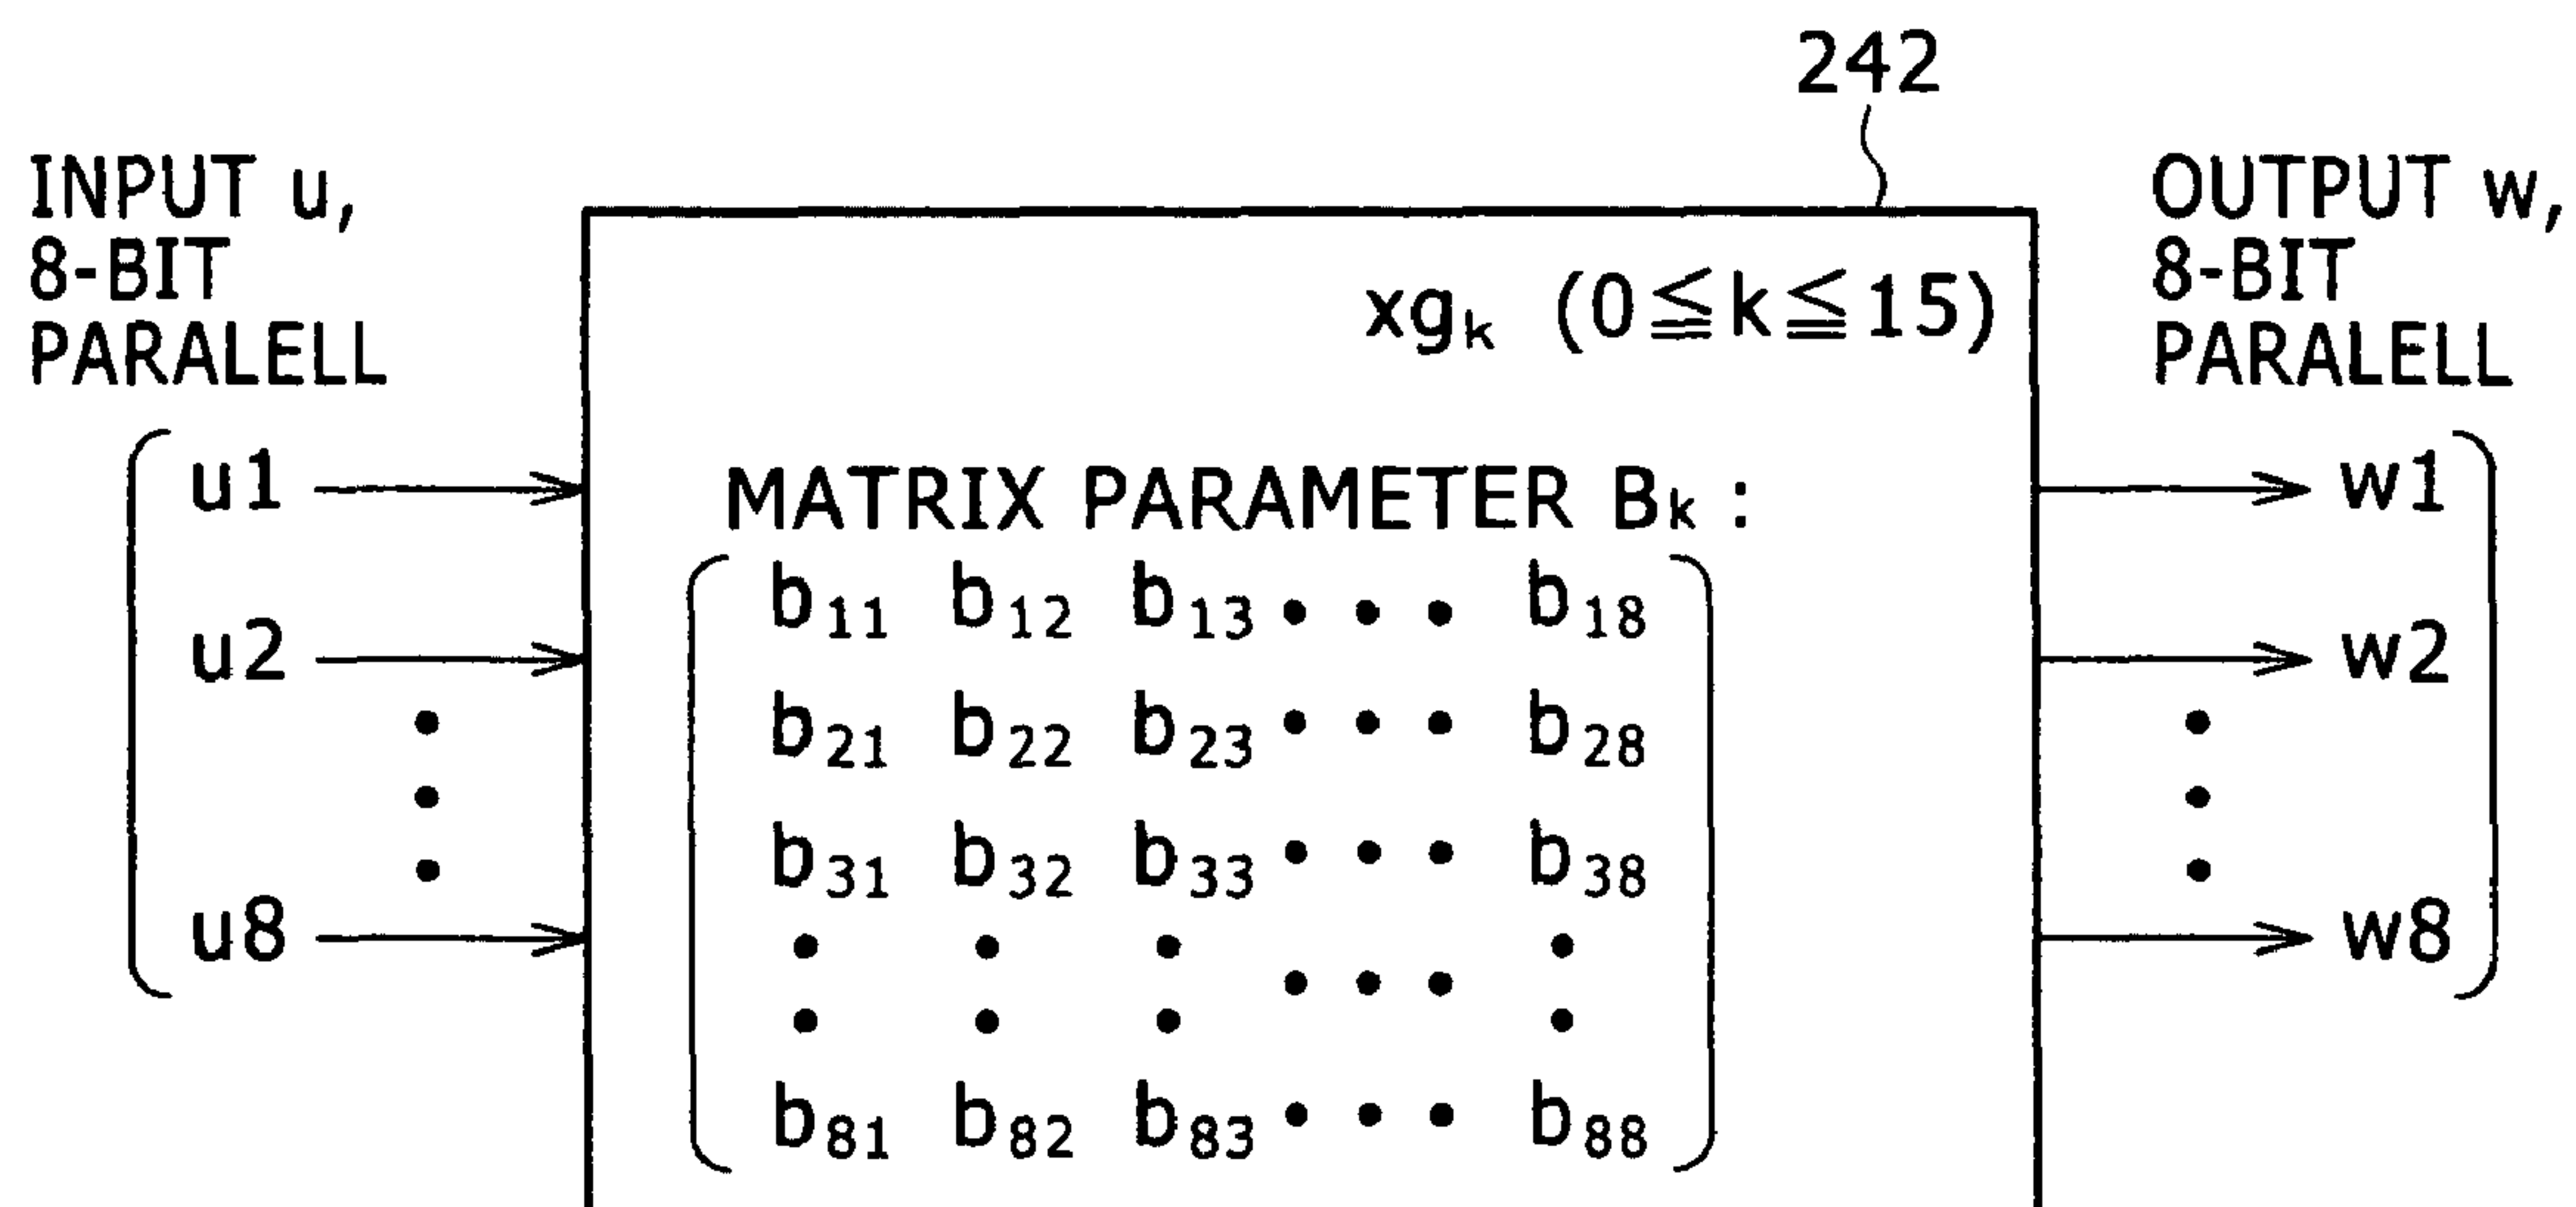 242
INPUT u,
8-BIT
PARALELL
OUTPUT w,
8-BIT
PARALELL
xgₖ (0≦k≦15)
MATRIX PARAMETER Bₖ :
u1
u2
u8
b₁₁ b₁₂ b₁₃ • • • b₁₈
b₂₁ b₂₂ b₂₃ • • • b₂₈
b₃₁ b₃₂ b₃₃ • • • b₃₈
b₈₁ b₈₂ b₈₃ • • • b₈₈
w1
w2
w8